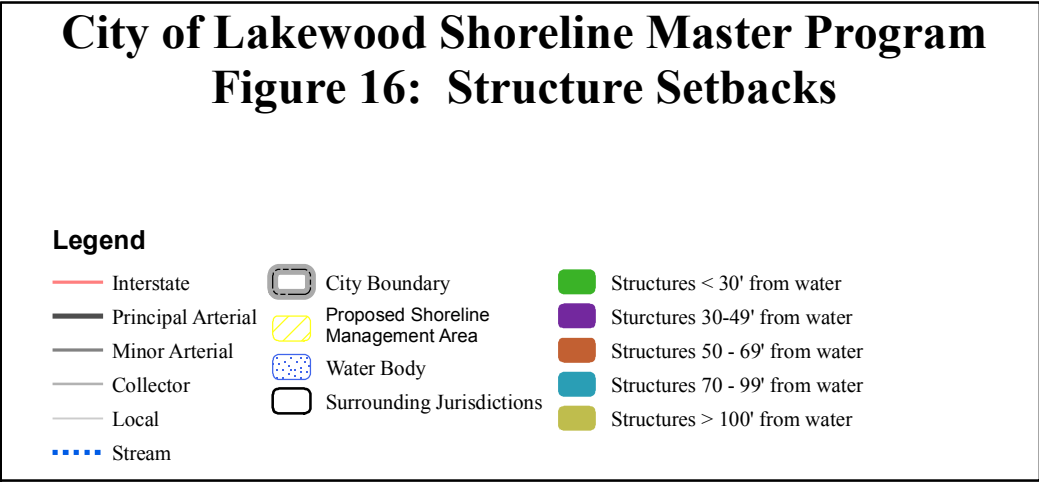 City of Lakewood Shoreline Master Program
Figure 16:  Structure Setbacks
Legend
Interstate
Principal Arterial
Minor Arterial
Collector
Local
Stream
City Boundary
Proposed Shoreline
Management Area
Water Body
Surrounding Jurisdictions
Structures < 30' from water
Sturctures 30-49' from water
Structures 50 - 69' from water
Structures 70 - 99' from water
Structures > 100' from water